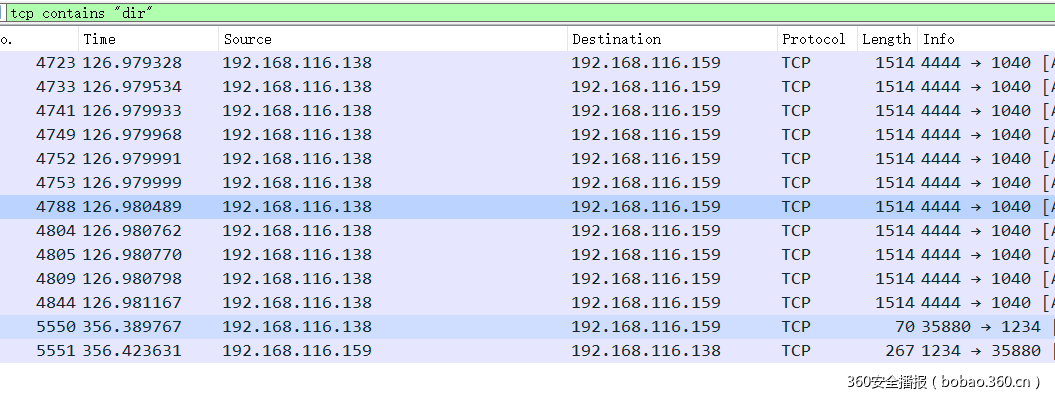 tcp contains "dir"
o. Time Source Destination Protocol Length Info
4723 126.979328 192.168.116.138 192.168.116.159 TCP 1514 4444 → 1040 [A
4733 126.979534 192.168.116.138 192.168.116.159 TCP 1514 4444 → 1040 [A
4741 126.979933 192.168.116.138 192.168.116.159 TCP 1514 4444 → 1040 [A
4749 126.979968 192.168.116.138 192.168.116.159 TCP 1514 4444 → 1040 [A
4752 126.979991 192.168.116.138 192.168.116.159 TCP 1514 4444 → 1040 [A
4753 126.979999 192.168.116.138 192.168.116.159 TCP 1514 4444 → 1040 [A
4788 126.980489 192.168.116.138 192.168.116.159 TCP 1514 4444 → 1040 [A
4804 126.980762 192.168.116.138 192.168.116.159 TCP 1514 4444 → 1040 [A
4805 126.980770 192.168.116.138 192.168.116.159 TCP 1514 4444 → 1040 [A
4809 126.980798 192.168.116.138 192.168.116.159 TCP 1514 4444 → 1040 [A
4844 126.981167 192.168.116.138 192.168.116.159 TCP 1514 4444 → 1040 [A
5550 356.389767 192.168.116.138 192.168.116.159 TCP 70 35880 → 1234 [
5551 356.423631 192.168.116.159 192.168.116.138 TCP 267 1234 → 35880 [
360安全播报（bobao.360.cn）